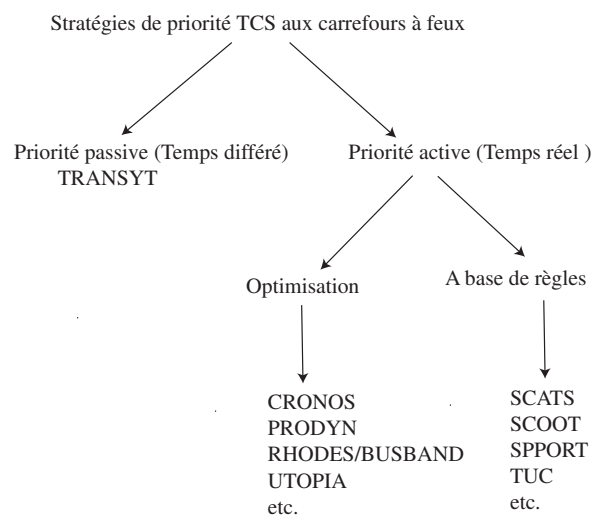 Stratégies de priorité TCS aux carrefours à feux
Priorité passive (Temps différé)
TRANSYT
Priorité active (Temps réel )
Optimisation
A base de règles
CRONOS
PRODYN
RHODES/BUSBAND
UTOPIA
etc.
SCATS
SCOOT
SPPORT
TUC
etc.